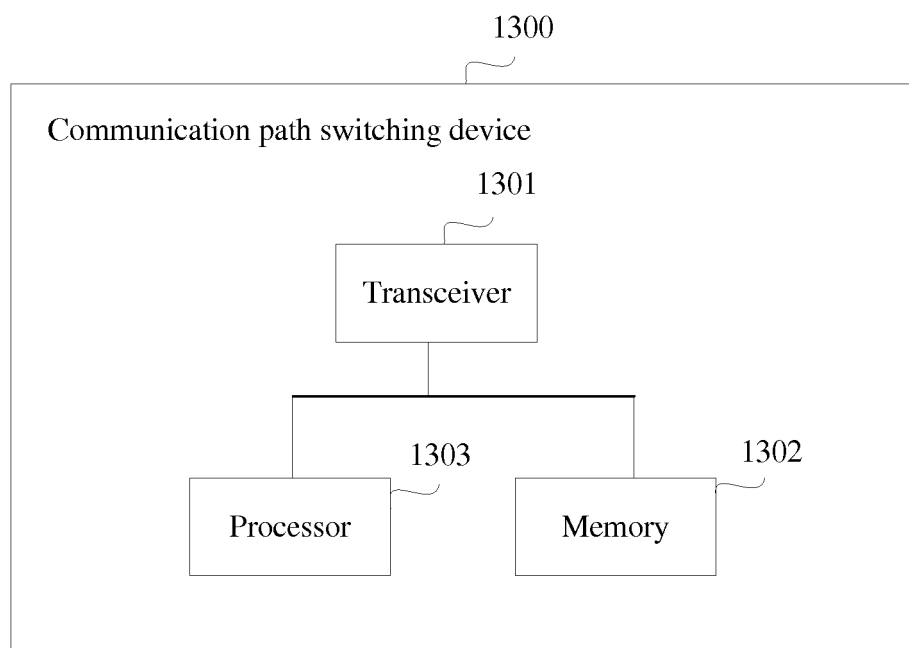 1300
Communication path switching device
1301
Transceiver
1303
1302
Processor
Memory